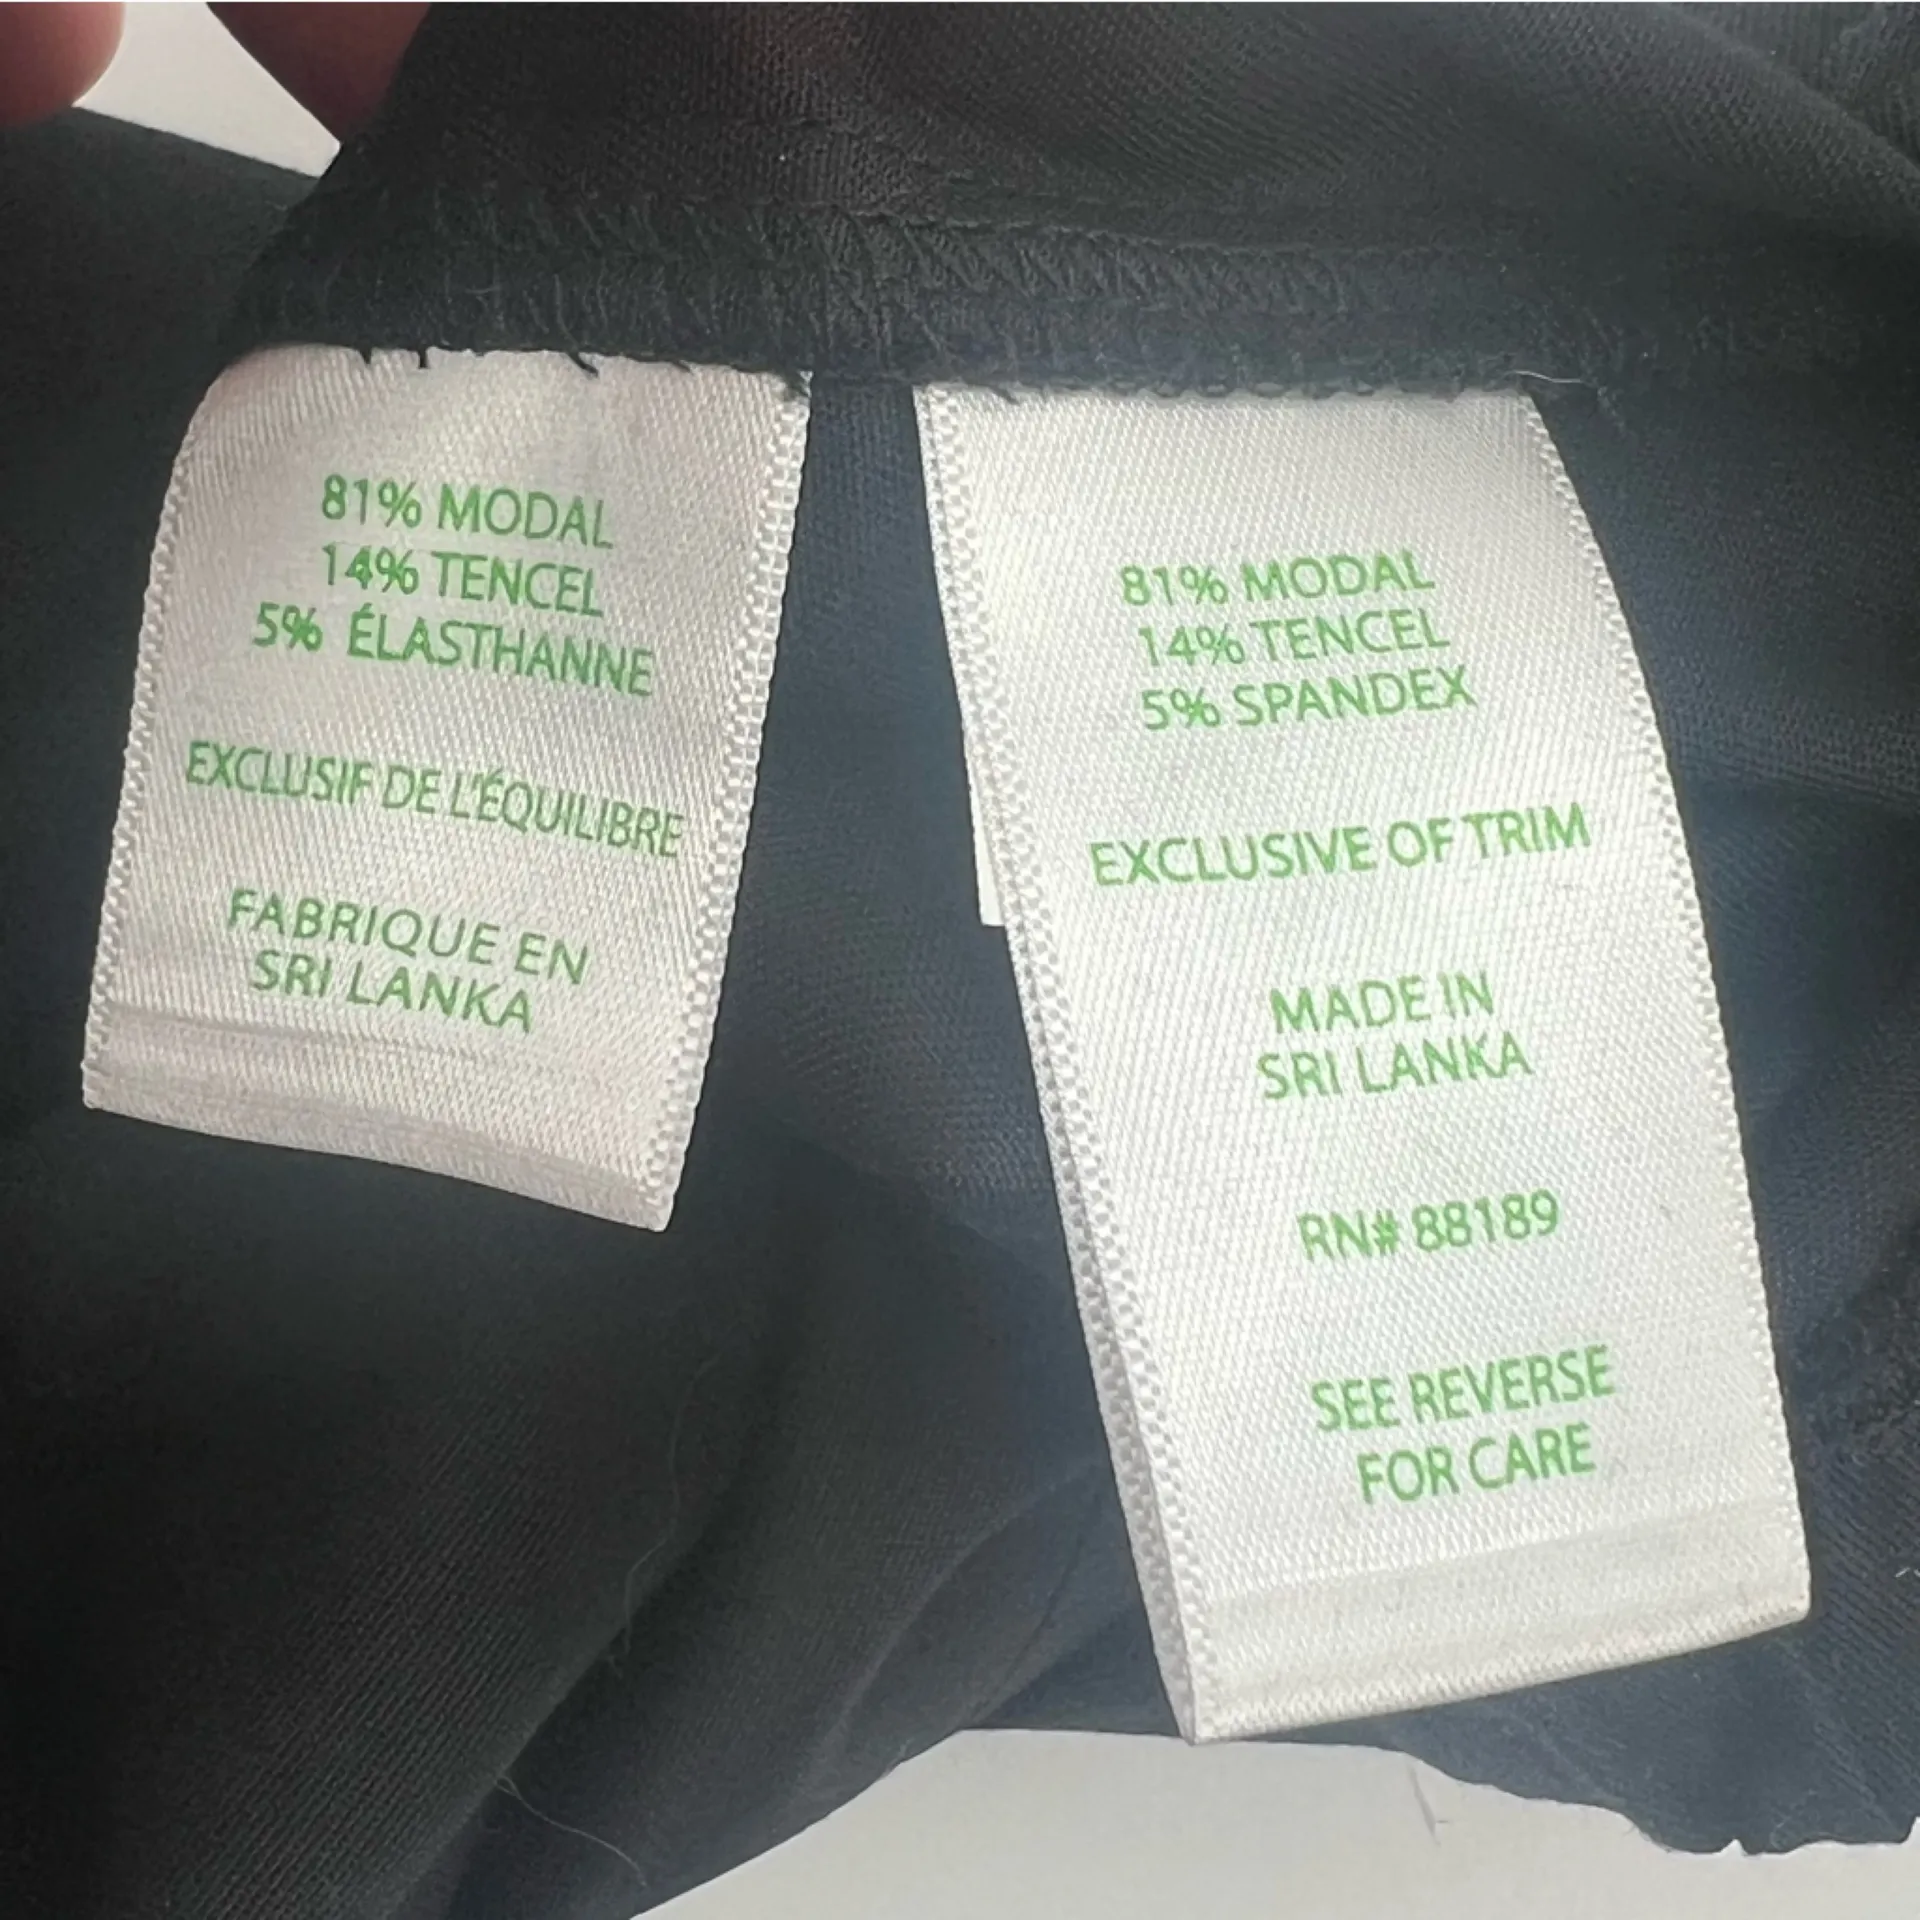 81% MODAL
14% TENCEL
5% ÉLASTHANNE
EXCLUSIF DE L'ÉQUILIBRE
FABRIQUE EN
SRI LANKA
81% MODAL
14% TENCEL
5% SPANDEX
EXCLUSIVE OF TRIM
MADE IN
SRI LANKA
RN# 88189
SEE REVERSE
FOR CARE